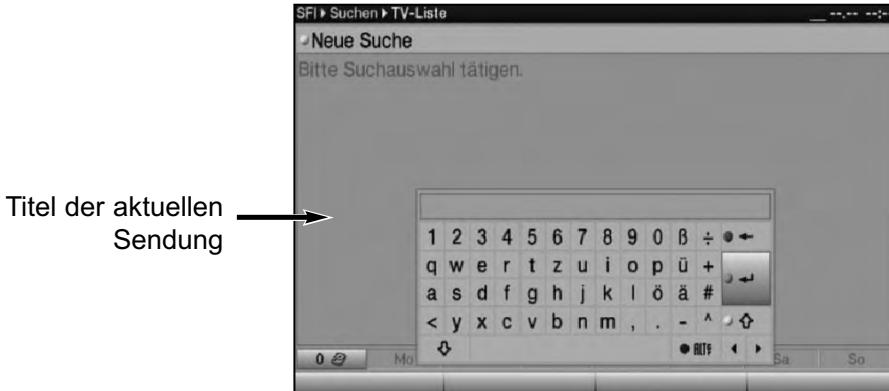 SFI ▸ Suchen ▸ TV-Liste __ --.-- --:-
Neue Suche
Bitte Suchauswahl tätigen.
Titel der aktuellen
Sendung
1 2 3 4 5 6 7 8 9 0 ß ÷
q w e r t z u i o p ü +
a s d f g h j k l ö ä #
< y x c v b n m , . - ^
ALT
0 Mo Sa So